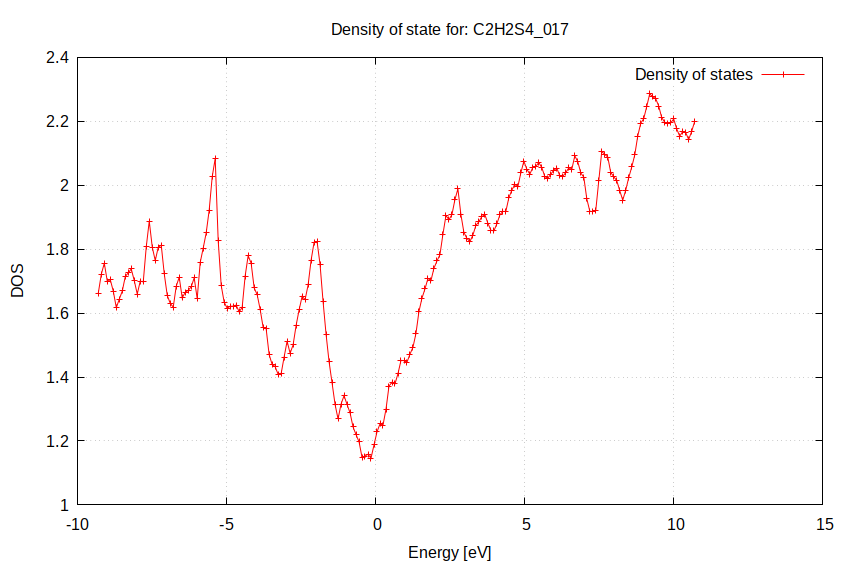 Density of state for: C2H2S4_017
Density of states
2.4
2.2
2
1.8
1.6
1.4
1.2
1
-10 -5 0 5 10 15
DOS
Energy [eV]